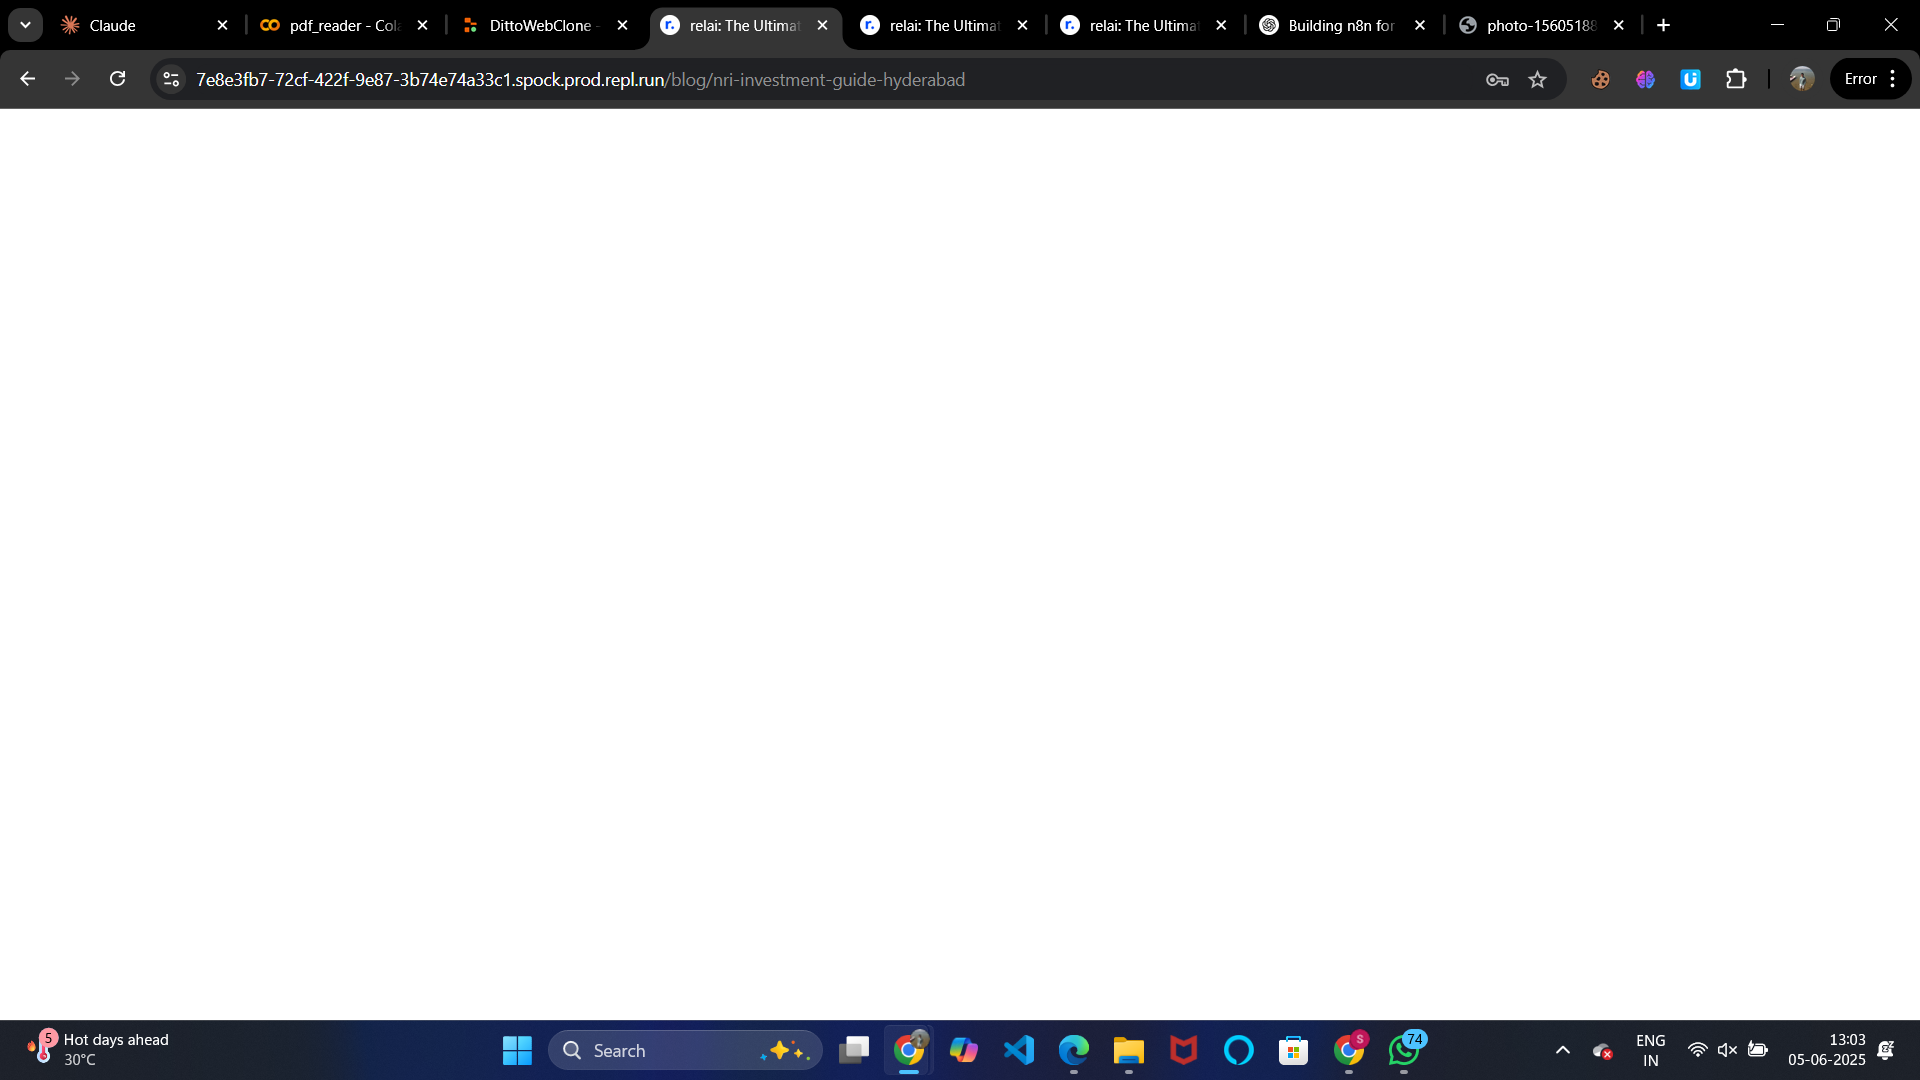 Claude
pdf_reader - Cola
DittoWebClone -
r. relai: The Ultimat
r. relai: The Ultimat
r. relai: The Ultimat
Building n8n for
photo-15605188
7e8e3fb7-72cf-422f-9e87-3b74e74a33c1.spock.prod.repl.run/blog/nri-investment-guide-hyderabad
Error
5
Hot days ahead
30°C
Search
S
74
ENG
IN
13:03
05-06-2025